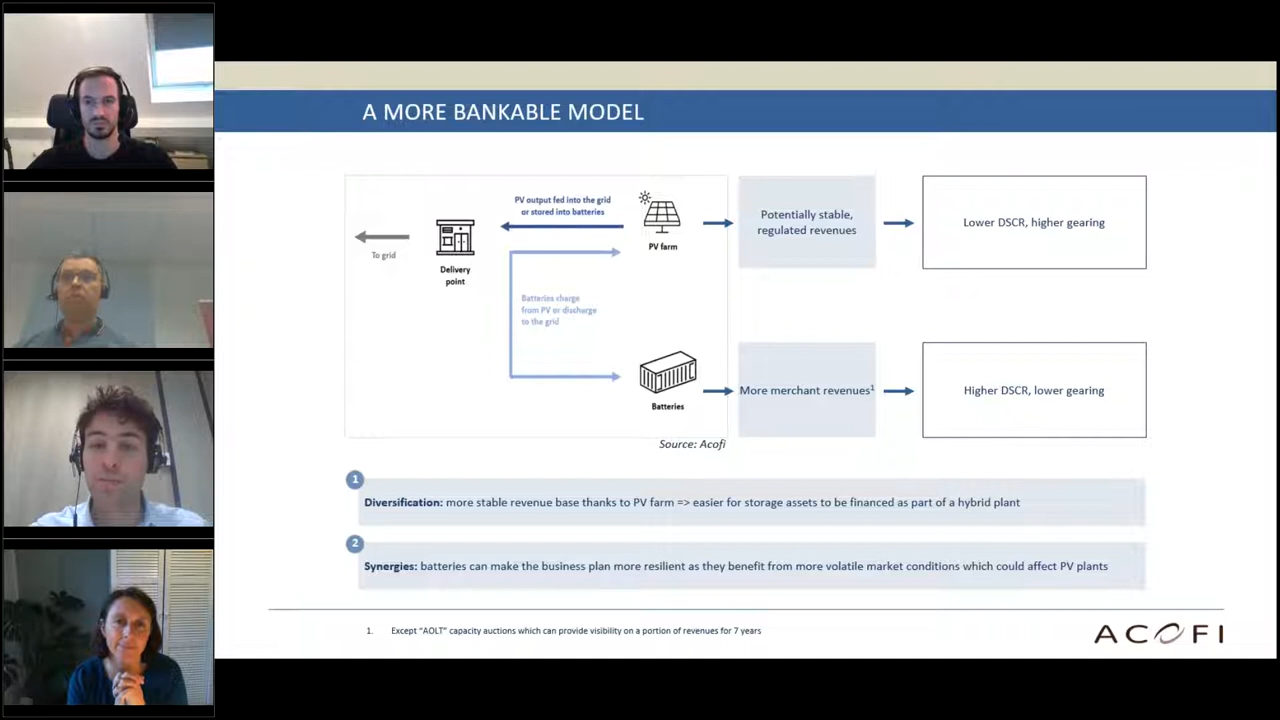 A MORE BANKABLE MODEL
PV output fed into the grid
or stored into batteries
To grid
Delivery
point
PV farm
Batteries charge
from PV or discharge
to the grid
Batteries
Potentially stable,
regulated revenues
Lower DSCR, higher gearing
More merchant revenues¹
Higher DSCR, lower gearing
Source: Acofi
1
Diversification: more stable revenue base thanks to PV farm => easier for storage assets to be financed as part of a hybrid plant
2
Synergies: batteries can make the business plan more resilient as they benefit from more volatile market conditions which could affect PV plants
1. Except "AOLT" capacity auctions which can provide visibility on a portion of revenues for 7 years
ACOFI